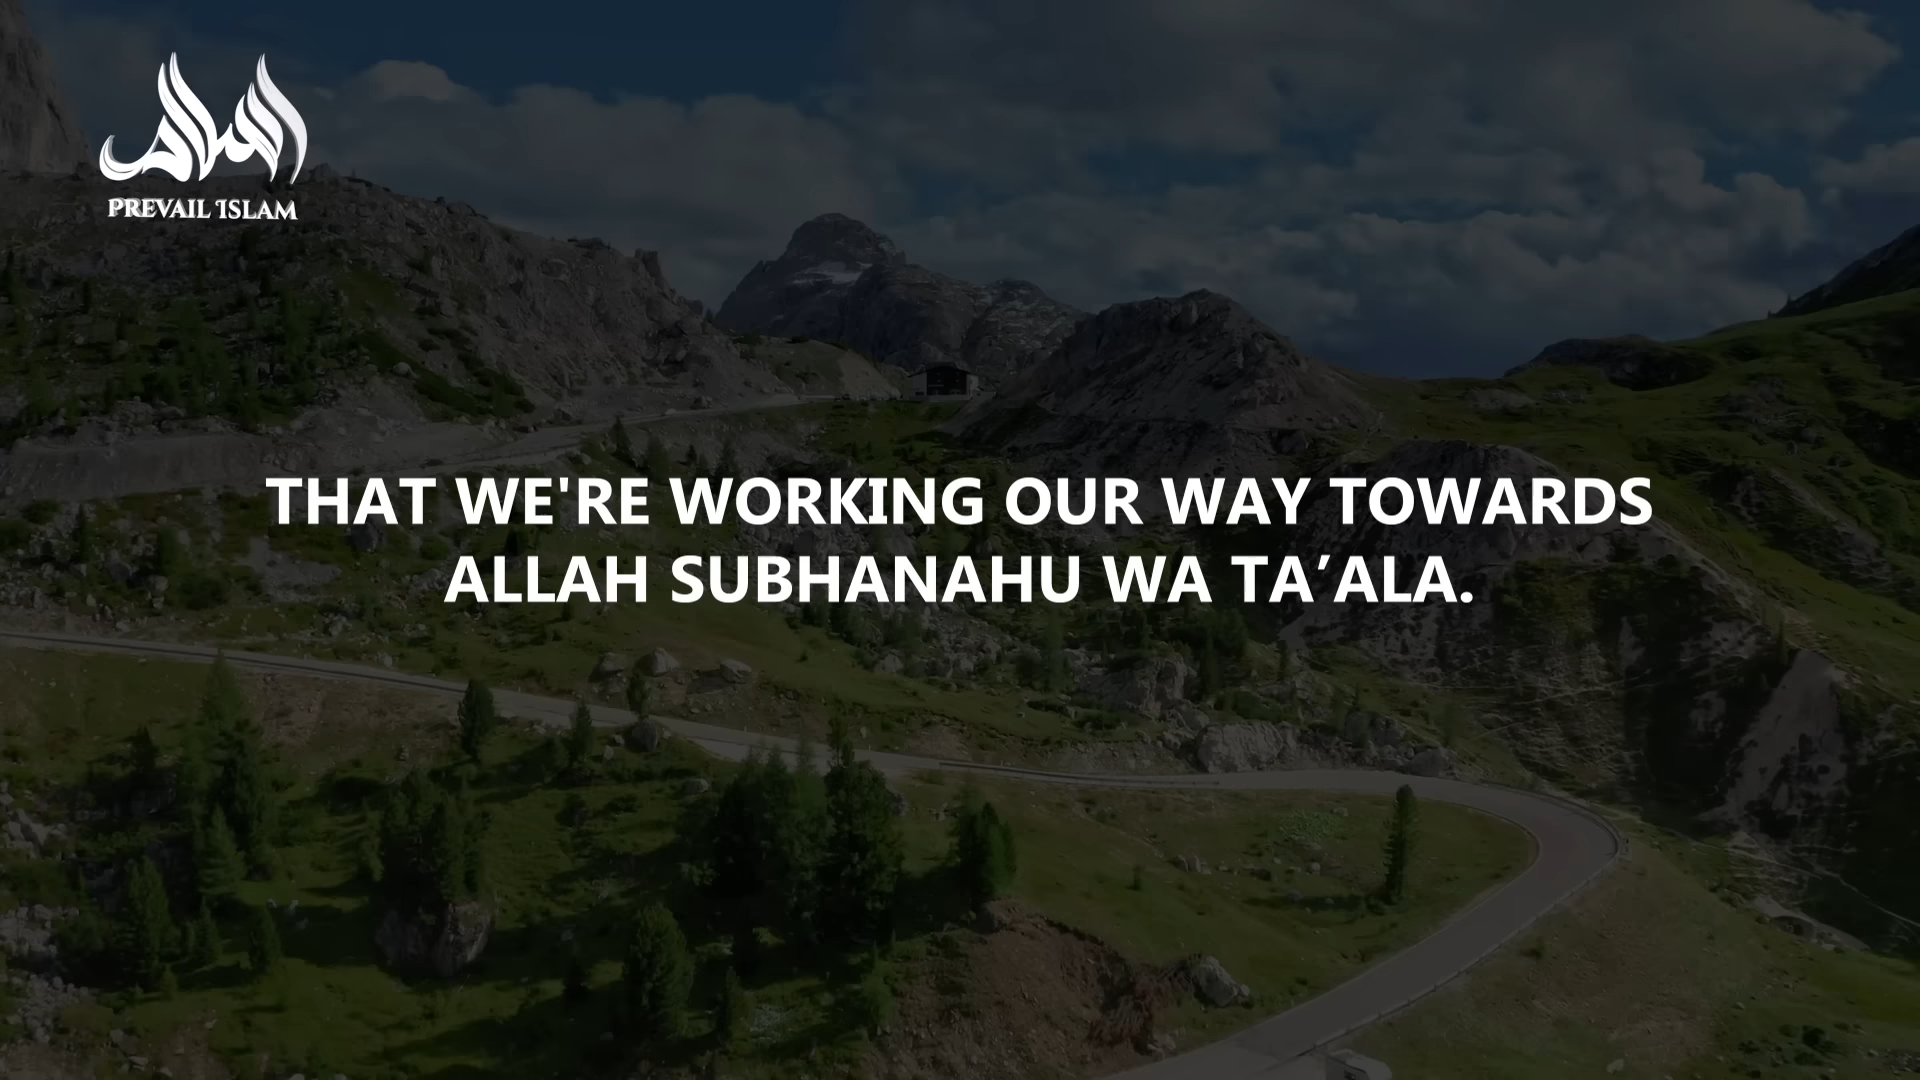 PREVAIL ISLAM
THAT WE'RE WORKING OUR WAY TOWARDS
ALLAH SUBHANAHU WA TA’ALA.